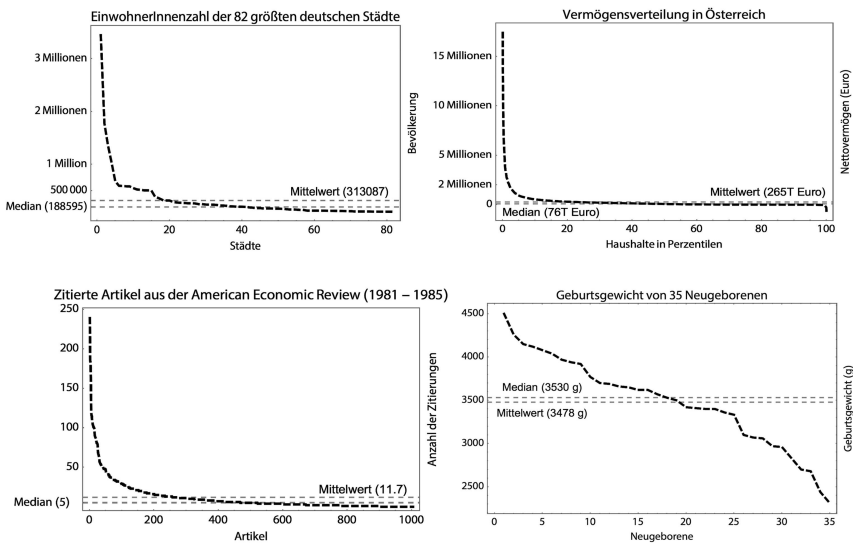 EinwohnerInnenzahl der 82 größten deutschen Städte
3 Millionen
2 Millionen
1 Million
500 000
Median (188595)
Mittelwert (313087)
0 20 40 60 80
Städte
Bevölkerung
Vermögensverteilung in Österreich
15 Millionen
10 Millionen
5 Millionen
2 Millionen
0
Mittelwert (265T Euro)
Median (76T Euro)
0 20 40 60 80 100
Haushalte in Perzentilen
Nettovermögen (Euro)
Zitierte Artikel aus der American Economic Review (1981 – 1985)
250
200
150
100
50
Median (5)
Mittelwert (11.7)
0 200 400 600 800 1000
Artikel
Anzahl der Zitierungen
Geburtsgewicht von 35 Neugeborenen
4500
4000
3500
3000
2500
Median (3530 g)
Mittelwert (3478 g)
0 5 10 15 20 25 30 35
Neugeborene
Geburtsgewicht (g)